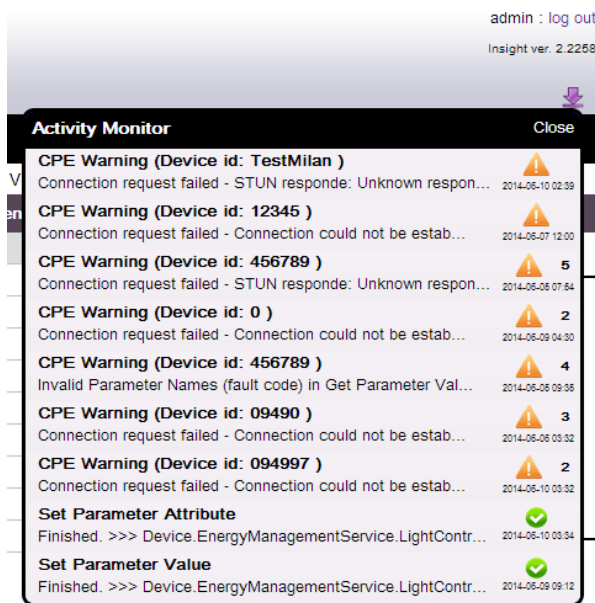 admin : log out
Insight ver. 2.2258
Activity Monitor Close
V
en
CPE Warning (Device id: TestMilan )
Connection request failed - STUN responde: Unknown respon... 2014-06-10 02:39
CPE Warning (Device id: 12345 )
Connection request failed - Connection could not be estab... 2014-06-07 12:00
CPE Warning (Device id: 456789 ) 5
Connection request failed - STUN responde: Unknown respon... 2014-06-05 07:54
CPE Warning (Device id: 0 ) 2
Connection request failed - Connection could not be estab... 2014-06-09 04:30
CPE Warning (Device id: 456789 ) 4
Invalid Parameter Names (fault code) in Get Parameter Val... 2014-06-05 09:35
CPE Warning (Device id: 09490 ) 3
Connection request failed - Connection could not be estab... 2014-06-06 03:32
CPE Warning (Device id: 094997 ) 2
Connection request failed - Connection could not be estab... 2014-06-10 03:32
Set Parameter Attribute
Finished. >>> Device.EnergyManagementService.LightContr... 2014-06-10 03:34
Set Parameter Value
Finished. >>> Device.EnergyManagementService.LightContr... 2014-06-09 09:12